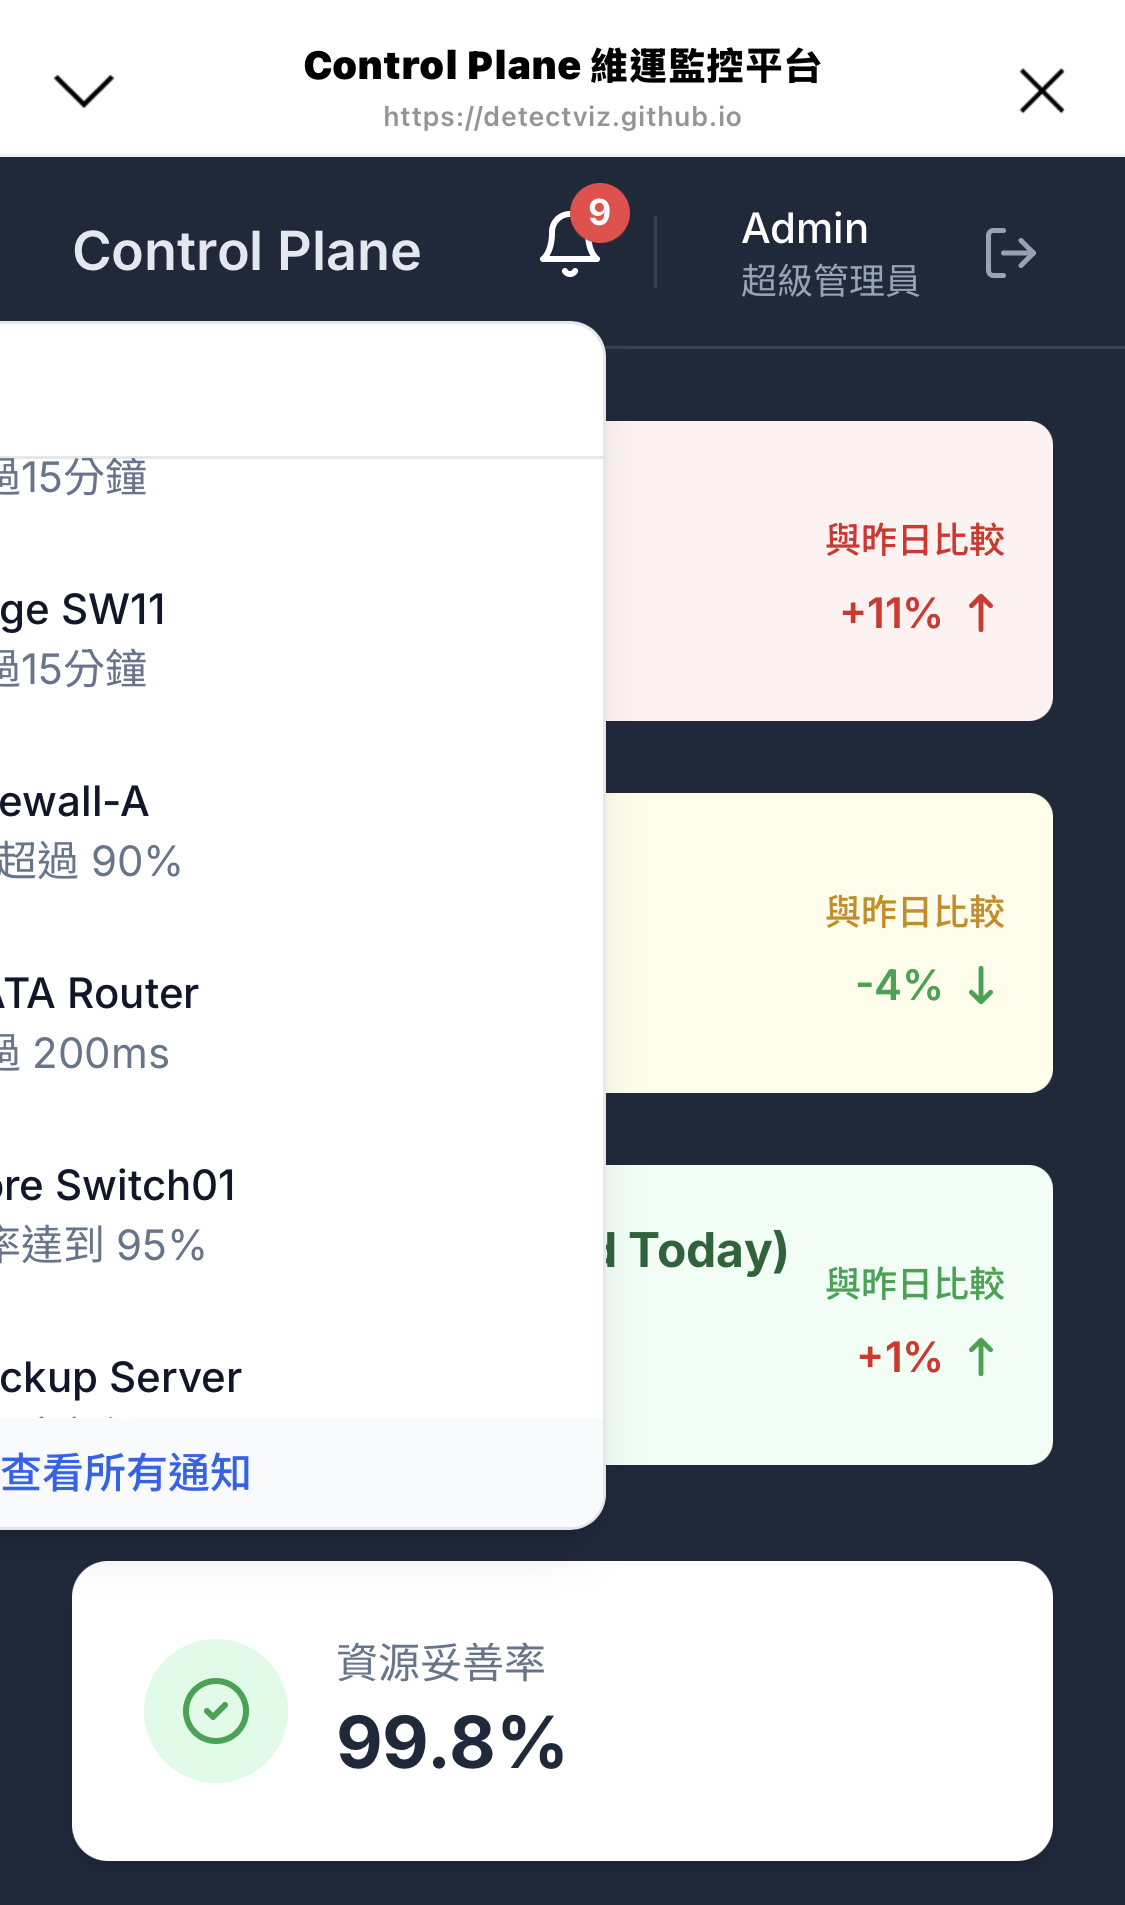 Control Plane 維運監控平台
https://detectviz.github.io
Control Plane
9
Admin
超級管理員
過15分鐘
ge SW11
過15分鐘
ewall-A
超過 90%
TA Router
過 200ms
re Switch01
率達到 95%
ckup Server
查看所有通知
與昨日比較
+11% ↑
與昨日比較
-4% ↓
d Today)
與昨日比較
+1% ↑
資源妥善率
99.8%